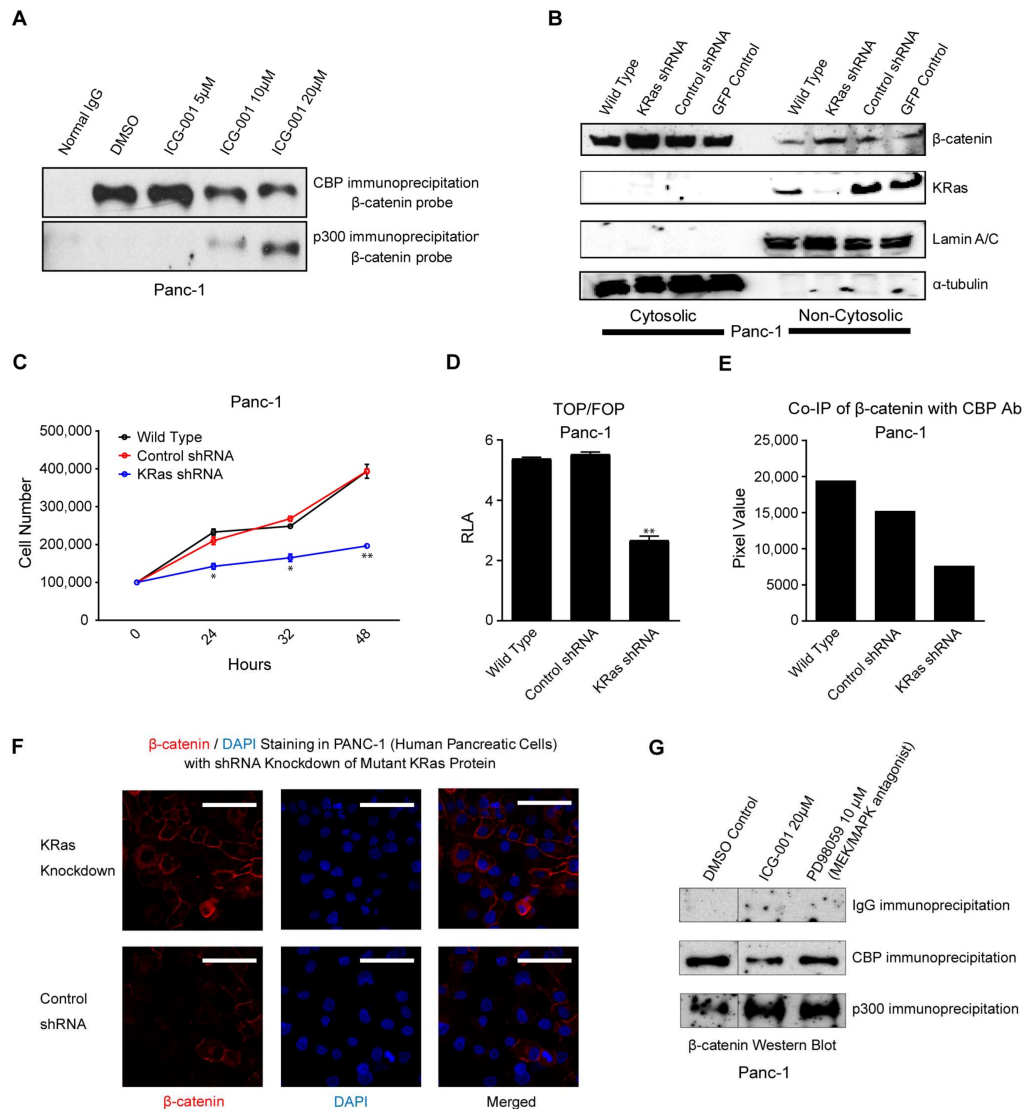 A
Normal IgG
DMSO
ICG-001 5µM
ICG-001 10µM
ICG-001 20µM
CBP immunoprecipitation
β-catenin probe
p300 immunoprecipitation
β-catenin probe
Panc-1
B
Wild Type
KRas shRNA
Control shRNA
GFP Control
Wild Type
KRas shRNA
Control shRNA
GFP Control
β-catenin
KRas
Lamin A/C
α-tubulin
Cytosolic
Panc-1
Non-Cytosolic
C
Panc-1
500,000
400,000
300,000
200,000
100,000
0
Cell Number
Wild Type
Control shRNA
KRas shRNA
*
*
**
0
24
32
48
Hours
D
TOP/FOP
Panc-1
6
4
2
0
RLA
**
Wild Type
Control shRNA
KRas shRNA
E
Co-IP of β-catenin with CBP Ab
Panc-1
25,000
20,000
15,000
10,000
5000
0
Pixel Value
Wild Type
Control shRNA
KRas shRNA
F
β-catenin / DAPI Staining in PANC-1 (Human Pancreatic Cells)
with shRNA Knockdown of Mutant KRas Protein
KRas
Knockdown
Control
shRNA
β-catenin
DAPI
Merged
G
DMSO Control
ICG-001 20µM
PD98059 10 µM
(MEK/MAPK antagonist)
IgG immunoprecipitation
CBP immunoprecipitation
p300 immunoprecipitation
β-catenin Western Blot
Panc-1